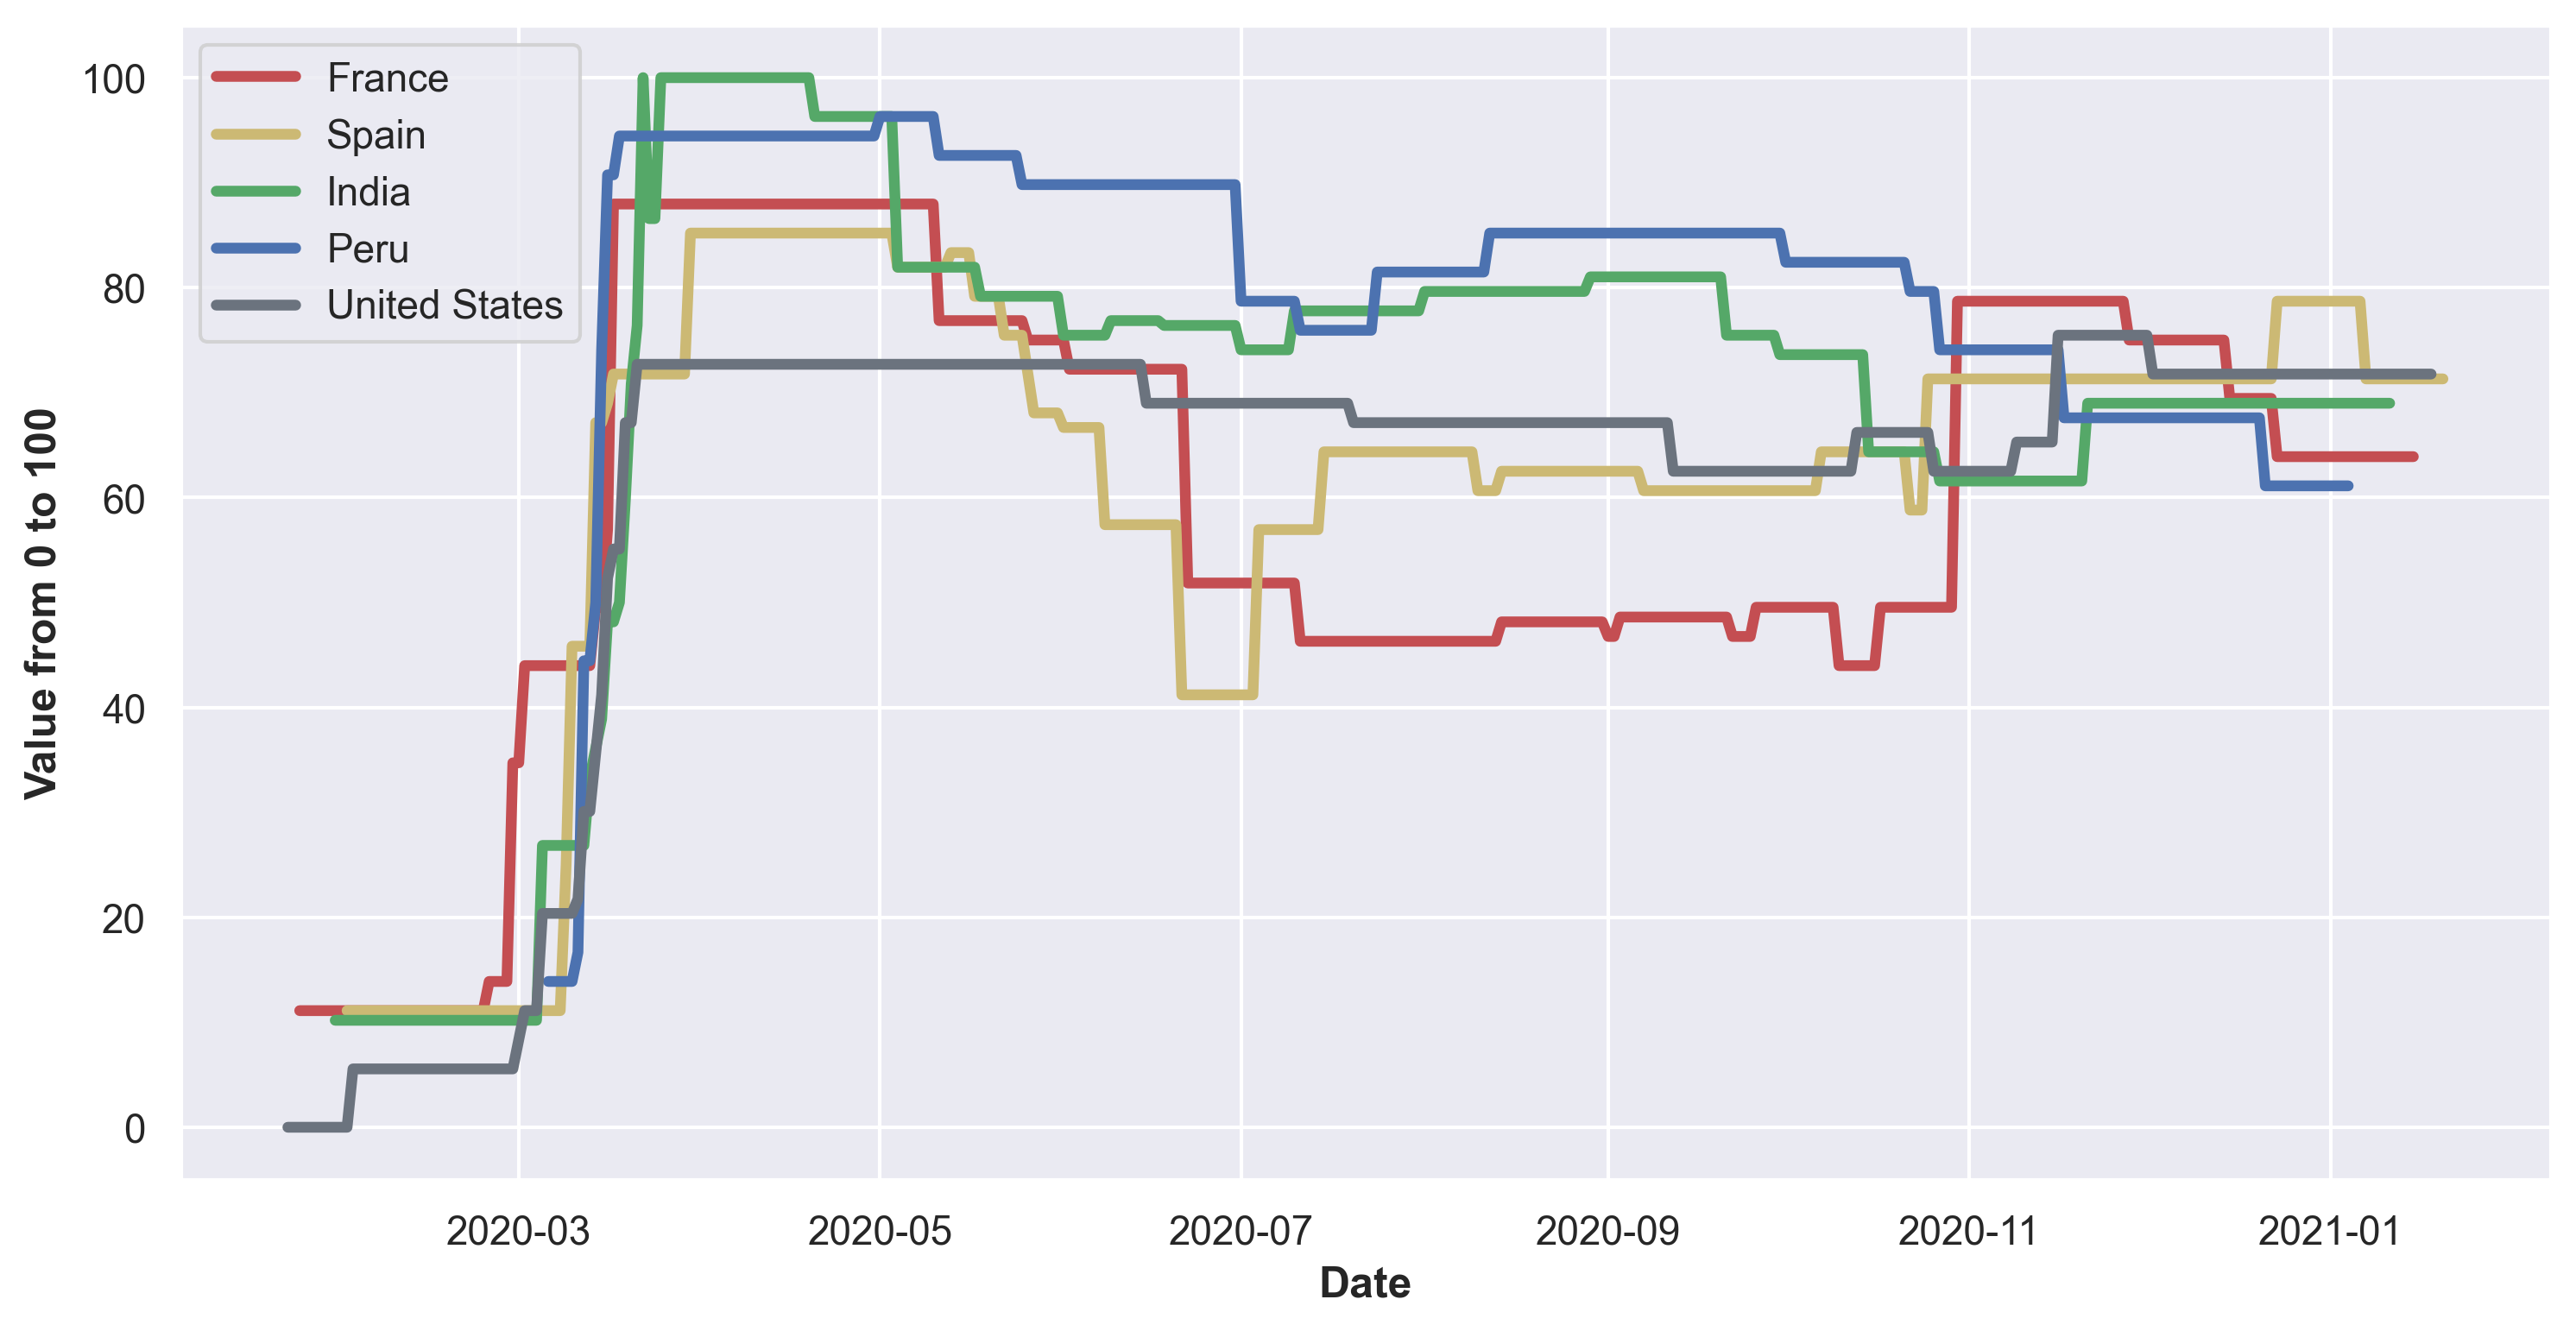 France
Spain
India
Peru
United States
100
80
60
40
20
0
Value from 0 to 100
2020-03 2020-05 2020-07 2020-09 2020-11 2021-01
Date